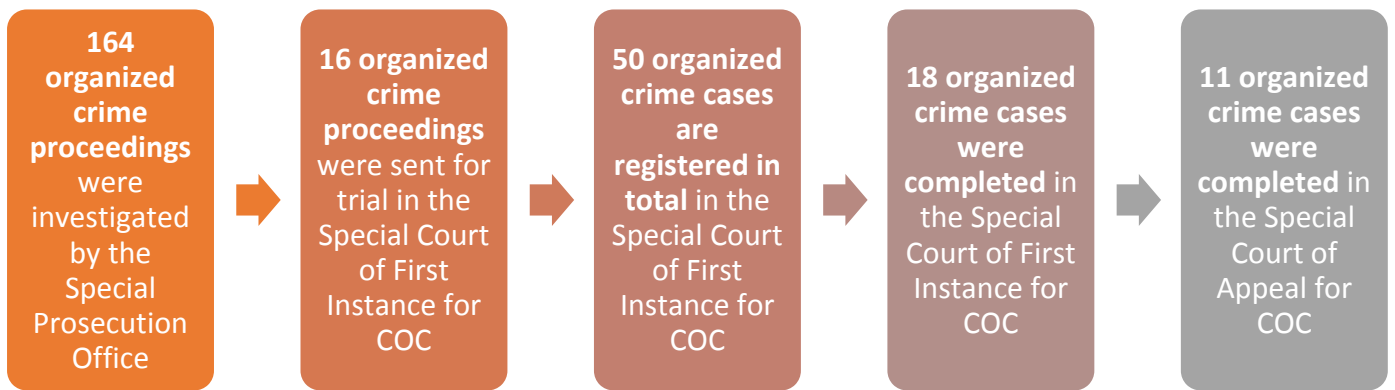 164
organized
crime
proceedings
were
investigated
by the
Special
Prosecution
Office
16 organized
crime
proceedings
were sent for
trial in the
Special Court
of First
Instance for
COC
50 organized
crime cases
are
registered in
total in the
Special Court
of First
Instance for
COC
18 organized
crime cases
were
completed in
the Special
Court of First
Instance for
COC
11 organized
crime cases
were
completed in
the Special
Court of
Appeal for
COC